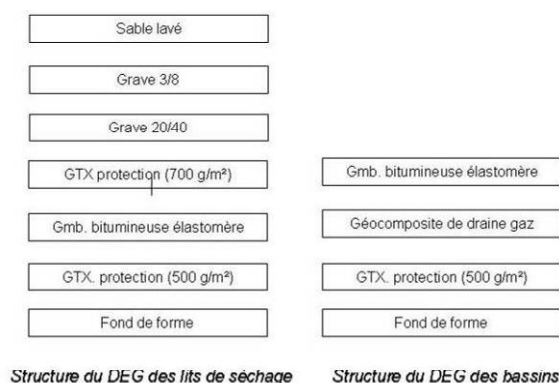 Sable lavé
Grave 3/8
Grave 20/40
GTX protection (700 g/m²)
Gmb. bitumineuse élastomère
GTX. protection (500 g/m²)
Fond de forme
Structure du DEG des lits de séchage
Gmb. bitumineuse élastomère
Géocomposite de draine gaz
GTX. protection (500 g/m²)
Fond de forme
Structure du DEG des bassins